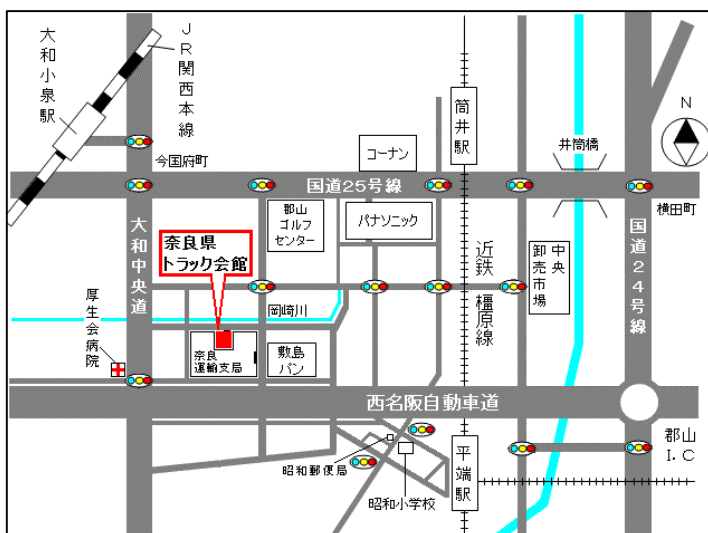 大和小泉駅
JR関西本線
今国府町
コーナン
筒井駅
井筒橋
N
国道25号線
横田町
郡山
ゴルフ
センター
パナソニック
大和中央道
奈良県
トラック会館
近鉄
橿原線
中央
卸売市場
国道24号線
厚生会病院
岡崎川
奈良
運輸支局
敷島
パン
西名阪自動車道
郡山
I.C
昭和郵便局
昭和小学校
平端駅